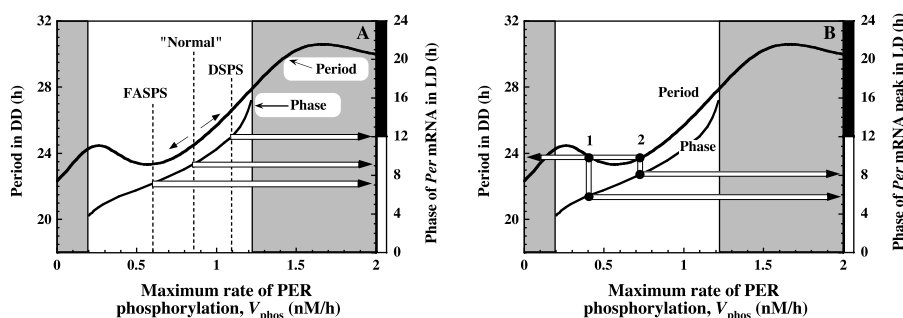 A
"Normal"
DSPS
FASPS
Period
Phase
32
28
24
20
Period in DD (h)
24
20
16
12
8
4
0
Phase of Per mRNA in LD (h)
0
0.5
1
1.5
2
Maximum rate of PER
phosphorylation, Vphos (nM/h)
B
Period
Phase
1
2
32
28
24
20
Period in DD (h)
24
20
16
12
8
4
0
Phase of Per mRNA peak in LD (h)
0
0.5
1
1.5
2
Maximum rate of PER
phosphorylation, Vphos (nM/h)